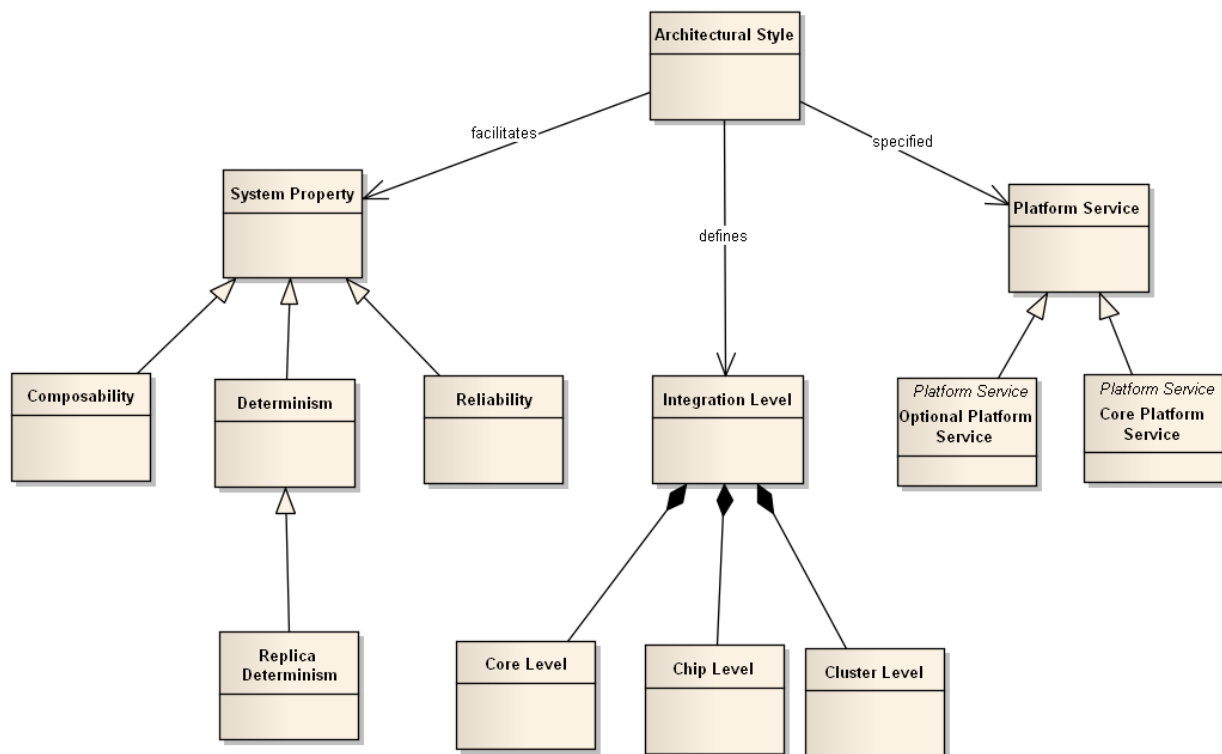 Architectural Style
facilitates
specified
System Property
Platform Service
defines
Composability
Determinism
Reliability
Integration Level
Platform Service
Optional Platform
Service
Platform Service
Core Platform
Service
Replica
Determinism
Core Level
Chip Level
Cluster Level